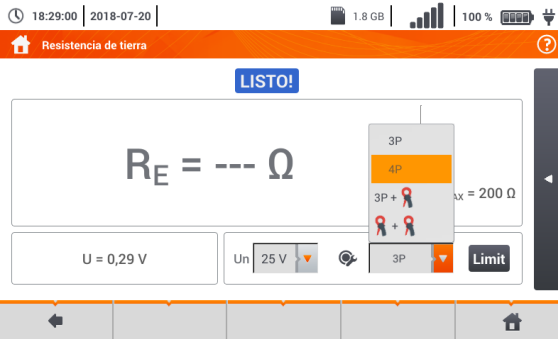 18:29:00 2018-07-20 1.8 GB 100 %
Resistencia de tierra
LISTO!
3P
4P
3P +
+
RE = --- Ω
= 200 Ω
U = 0,29 V
Un 25 V 3P Limit